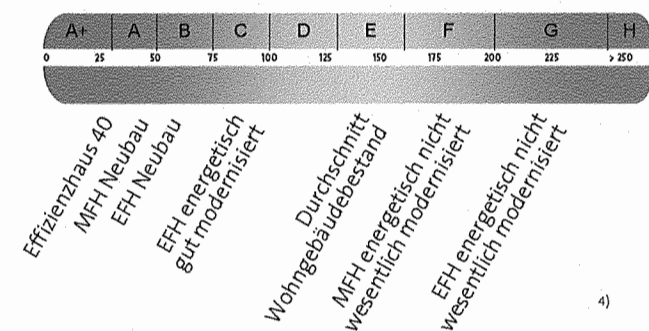 A+ A B C D E F G H
0 25 50 75 100 125 150 175 200 225 > 250
Effizienzhaus 40
MFH Neubau
EFH Neubau
EFH energetisch
gut modernisiert
Durchschnitt
Wohngebäudebestand
MFH energetisch nicht
wesentlich modernisiert
EFH energetisch nicht
wesentlich modernisiert
4)